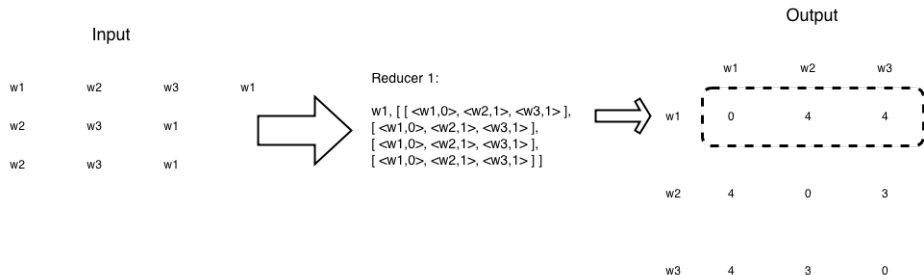 Input
w1 w2 w3 w1
w2 w3 w1
w2 w3 w1
Reducer 1:
w1, [ [ <w1,0>, <w2,1>, <w3,1> ],
[ <w1,0>, <w2,1>, <w3,1> ],
[ <w1,0>, <w2,1>, <w3,1> ],
[ <w1,0>, <w2,1>, <w3,1> ] ]
Output
w1 w2 w3
w1 0 4 4
w2 4 0 3
w3 4 3 0